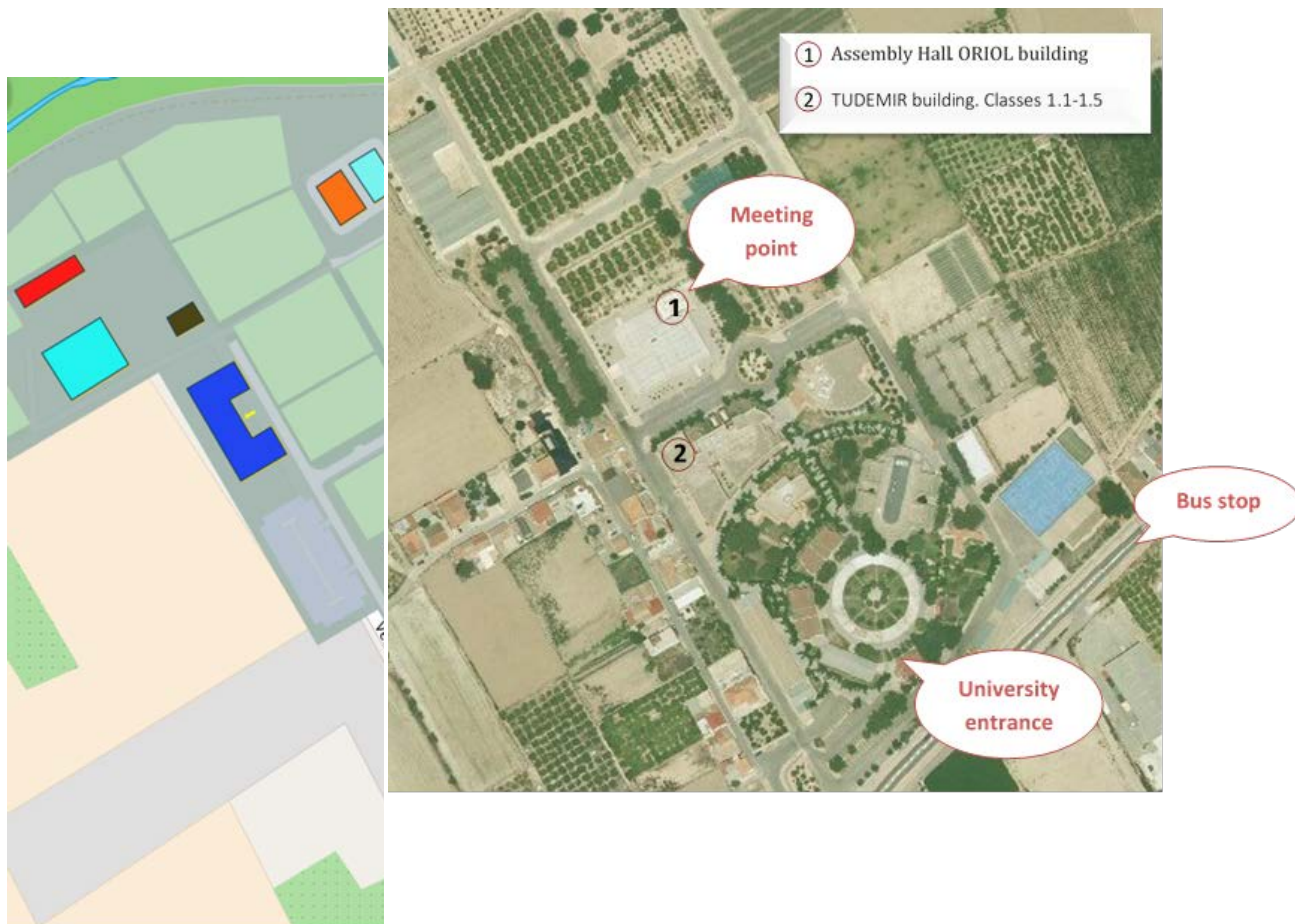 1 Assembly Hall. ORIOL building
2 TUDEMIR building. Classes 1.1-1.5
Meeting
point
1
2
Bus stop
University
entrance